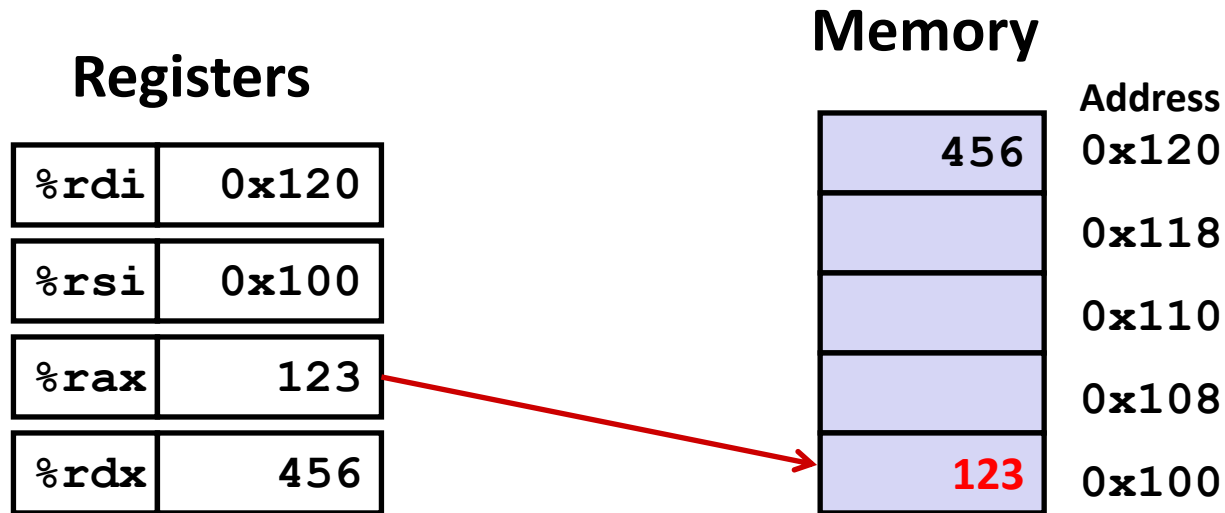 Registers
%rdi 0x120
%rsi 0x100
%rax 123
%rdx 456
Memory
Address
456 0x120
0x118
0x110
0x108
123 0x100